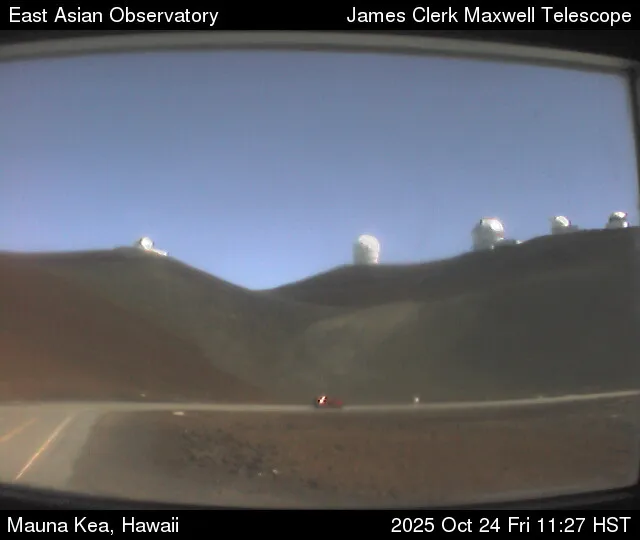 East Asian Observatory
James Clerk Maxwell Telescope
Mauna Kea, Hawaii
2025 Oct 24 Fri 11:27 HST